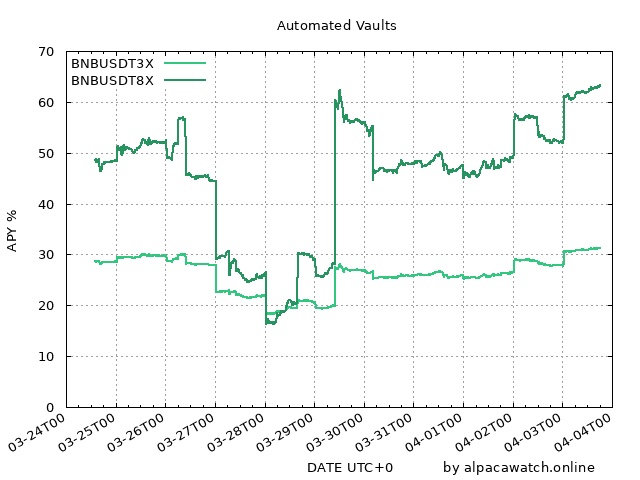 Automated Vaults
BNBUSDT3X
BNBUSDT8X
APY %
70
60
50
40
30
20
10
0
03-24T00
03-25T00
03-26T00
03-27T00
03-28T00
03-29T00
03-30T00
03-31T00
04-01T00
04-02T00
04-03T00
04-04T00
DATE UTC+0 by alpacawatch.online